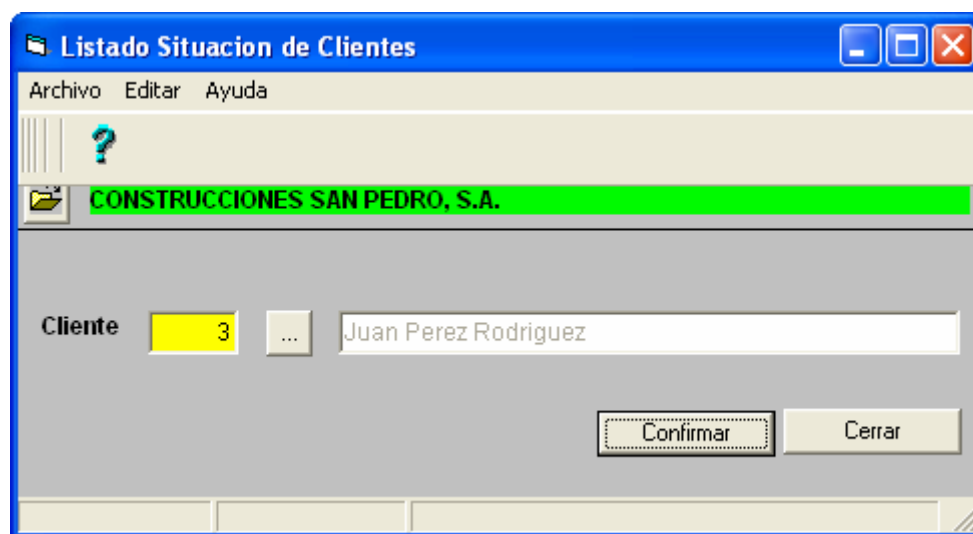 Listado Situacion de Clientes
Archivo Editar Ayuda
?
CONSTRUCCIONES SAN PEDRO, S.A.
Cliente 3 ... Juan Perez Rodriguez
Confirmar Cerrar